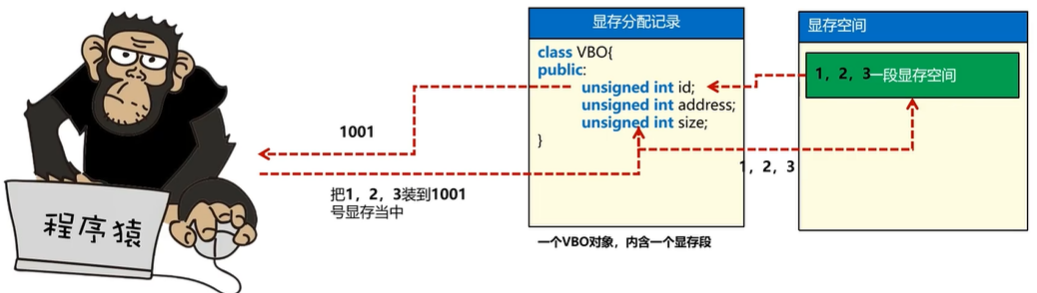 显存分配记录
class VBO{
public:
unsigned int id;
unsigned int address;
unsigned int size;
}
一个VBO对象，内含一个显存段
显存空间
1，2，3一段显存空间
1001
1，2，3
把1，2，3装到1001
号显存当中
程序猿